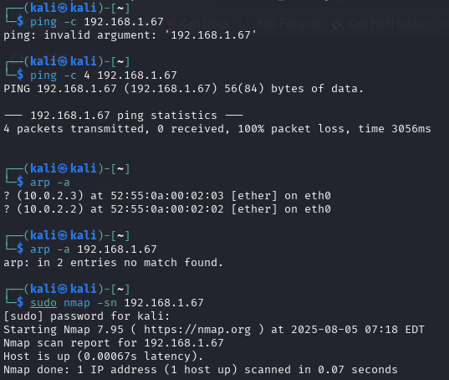 ┌──(kali㉿kali)-[~]
└─$ ping -c 192.168.1.67
ping: invalid argument: '192.168.1.67'
┌──(kali㉿kali)-[~]
└─$ ping -c 4 192.168.1.67
PING 192.168.1.67 (192.168.1.67) 56(84) bytes of data.
--- 192.168.1.67 ping statistics ---
4 packets transmitted, 0 received, 100% packet loss, time 3056ms
┌──(kali㉿kali)-[~]
└─$ arp -a
? (10.0.2.3) at 52:55:0a:00:02:03 [ether] on eth0
? (10.0.2.2) at 52:55:0a:00:02:02 [ether] on eth0
┌──(kali㉿kali)-[~]
└─$ arp -a 192.168.1.67
arp: in 2 entries no match found.
┌──(kali㉿kali)-[~]
└─$ sudo nmap -sn 192.168.1.67
[sudo] password for kali:
Starting Nmap 7.95 ( https://nmap.org ) at 2025-08-05 07:18 EDT
Nmap scan report for 192.168.1.67
Host is up (0.00067s latency).
Nmap done: 1 IP address (1 host up) scanned in 0.07 seconds